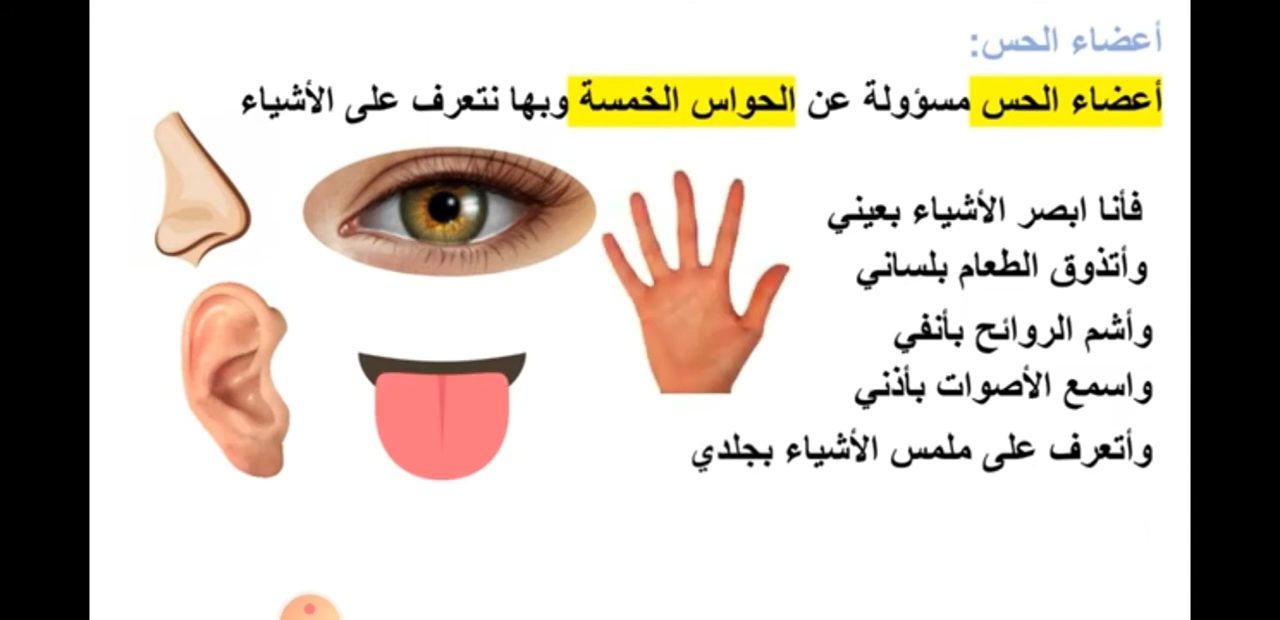 أعضاء الحس:
أعضاء الحس مسؤولة عن الحواس الخمسة وبها نتعرف على الأشياء
فأنا ابصر الأشياء بعيني
وأتذوق الطعام بلساني
وأشم الروائح بأنفي
واسمع الأصوات بأذني
وأتعرف على ملمس الأشياء بجلدي